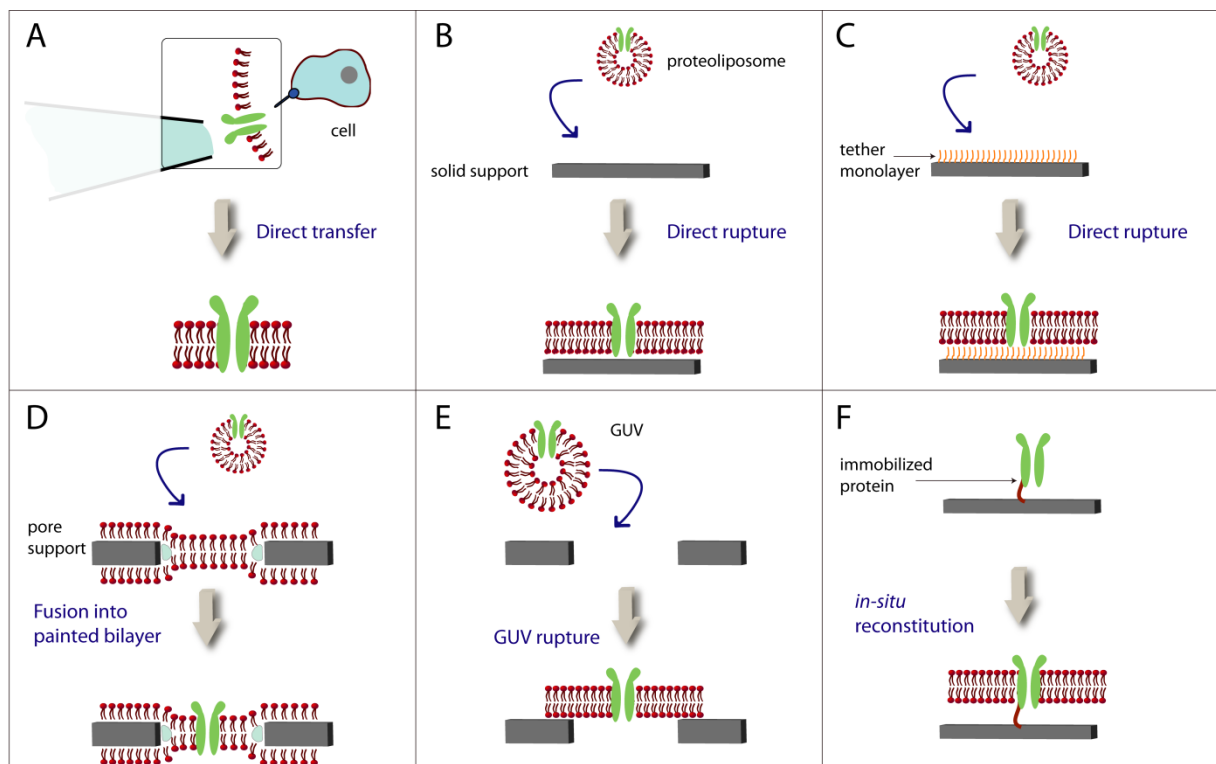 A
cell
Direct transfer
B
proteoliposome
solid support
Direct rupture
C
tether
monolayer
Direct rupture
D
pore
support
Fusion into
painted bilayer
E
GUV
GUV rupture
F
immobilized
protein
in-situ
reconstitution